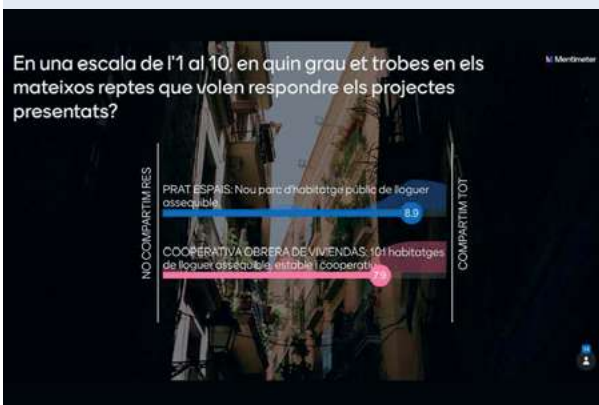 En una escala de l'1 al 10, en quin grau et trobes en els
mateixos reptes que volen respondre els projectes
presentats?
Mentimeter
NO COMPARTIM RES
PRAT ESPAIS: Nou parc d'habitatge públic de lloguer
assequible
8.9
COOPERATIVA OBRERA DE VIVIENDAS: 101 habitatges
de lloguer assequible, estable i cooperatiu
7.9
COMPARTIM TOT